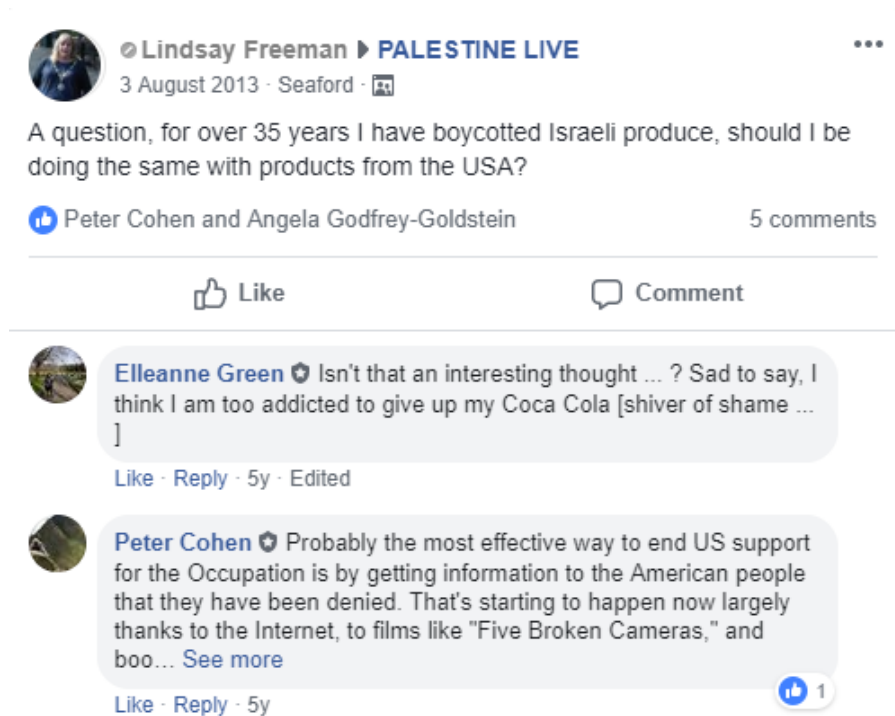 Lindsay Freeman ▶ PALESTINE LIVE
3 August 2013 · Seaford ·
A question, for over 35 years I have boycotted Israeli produce, should I be
doing the same with products from the USA?
Peter Cohen and Angela Godfrey-Goldstein 5 comments
Like Comment
Elleanne Green Isn't that an interesting thought ... ? Sad to say, I
think I am too addicted to give up my Coca Cola [shiver of shame ...
]
Like · Reply · 5y · Edited
Peter Cohen Probably the most effective way to end US support
for the Occupation is by getting information to the American people
that they have been denied. That's starting to happen now largely
thanks to the Internet, to films like "Five Broken Cameras," and
boo... See more
1
Like · Reply · 5y